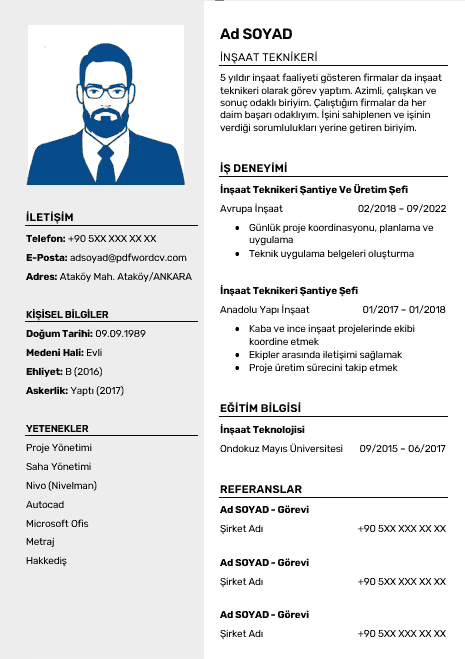 İLETİŞİM
Telefon: +90 5XX XXX XX XX
E-Posta: adsoyad@pdfwordcv.com
Adres: Ataköy Mah. Ataköy/ANKARA
KİŞİSEL BİLGİLER
Doğum Tarihi: 09.09.1989
Medeni Hali: Evli
Ehliyet: B (2016)
Askerlik: Yaptı (2017)
YETENEKLER
Proje Yönetimi
Saha Yönetimi
Nivo (Nivelman)
Autocad
Microsoft Ofis
Metraj
Hakkediş
Ad SOYAD
İNŞAAT TEKNİKERİ
5 yıldır inşaat faaliyeti gösteren firmalar da inşaat
teknikeri olarak görev yaptım. Azimli, çalışkan ve
sonuç odaklı biriyim. Çalıştığım firmalar da her
daim başarı odaklıyım. İşini sahiplenen ve işinin
verdiği sorumlulukları yerine getiren biriyim.
İŞ DENEYİMİ
İnşaat Teknikeri Şantiye Ve Üretim Şefi
Avrupa İnşaat 02/2018 – 09/2022
• Günlük proje koordinasyonu, planlama ve
uygulama
• Teknik uygulama belgeleri oluşturma
İnşaat Teknikeri Şantiye Şefi
Anadolu Yapı İnşaat 01/2017 – 01/2018
• Kaba ve ince inşaat projelerinde ekibi
koordine etmek
• Ekipler arasında iletişimi sağlamak
• Proje üretim sürecini takip etmek
EĞİTİM BİLGİSİ
İnşaat Teknolojisi
Ondokuz Mayıs Üniversitesi 09/2015 – 06/2017
REFERANSLAR
Ad SOYAD - Görevi
Şirket Adı +90 5XX XXX XX XX
Ad SOYAD - Görevi
Şirket Adı +90 5XX XXX XX XX
Ad SOYAD - Görevi
Şirket Adı +90 5XX XXX XX XX